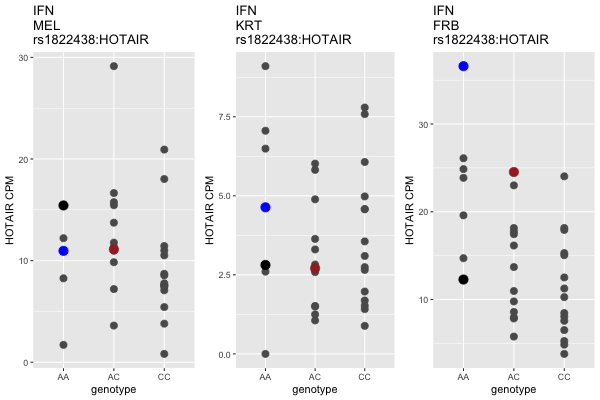 IFN
MEL
rs1822438:HOTAIR
HOTAIR CPM
30
20
10
0
AA AC CC
genotype
IFN
KRT
rs1822438:HOTAIR
HOTAIR CPM
7.5
5.0
2.5
0.0
AA AC CC
genotype
IFN
FRB
rs1822438:HOTAIR
HOTAIR CPM
30
20
10
AA AC CC
genotype